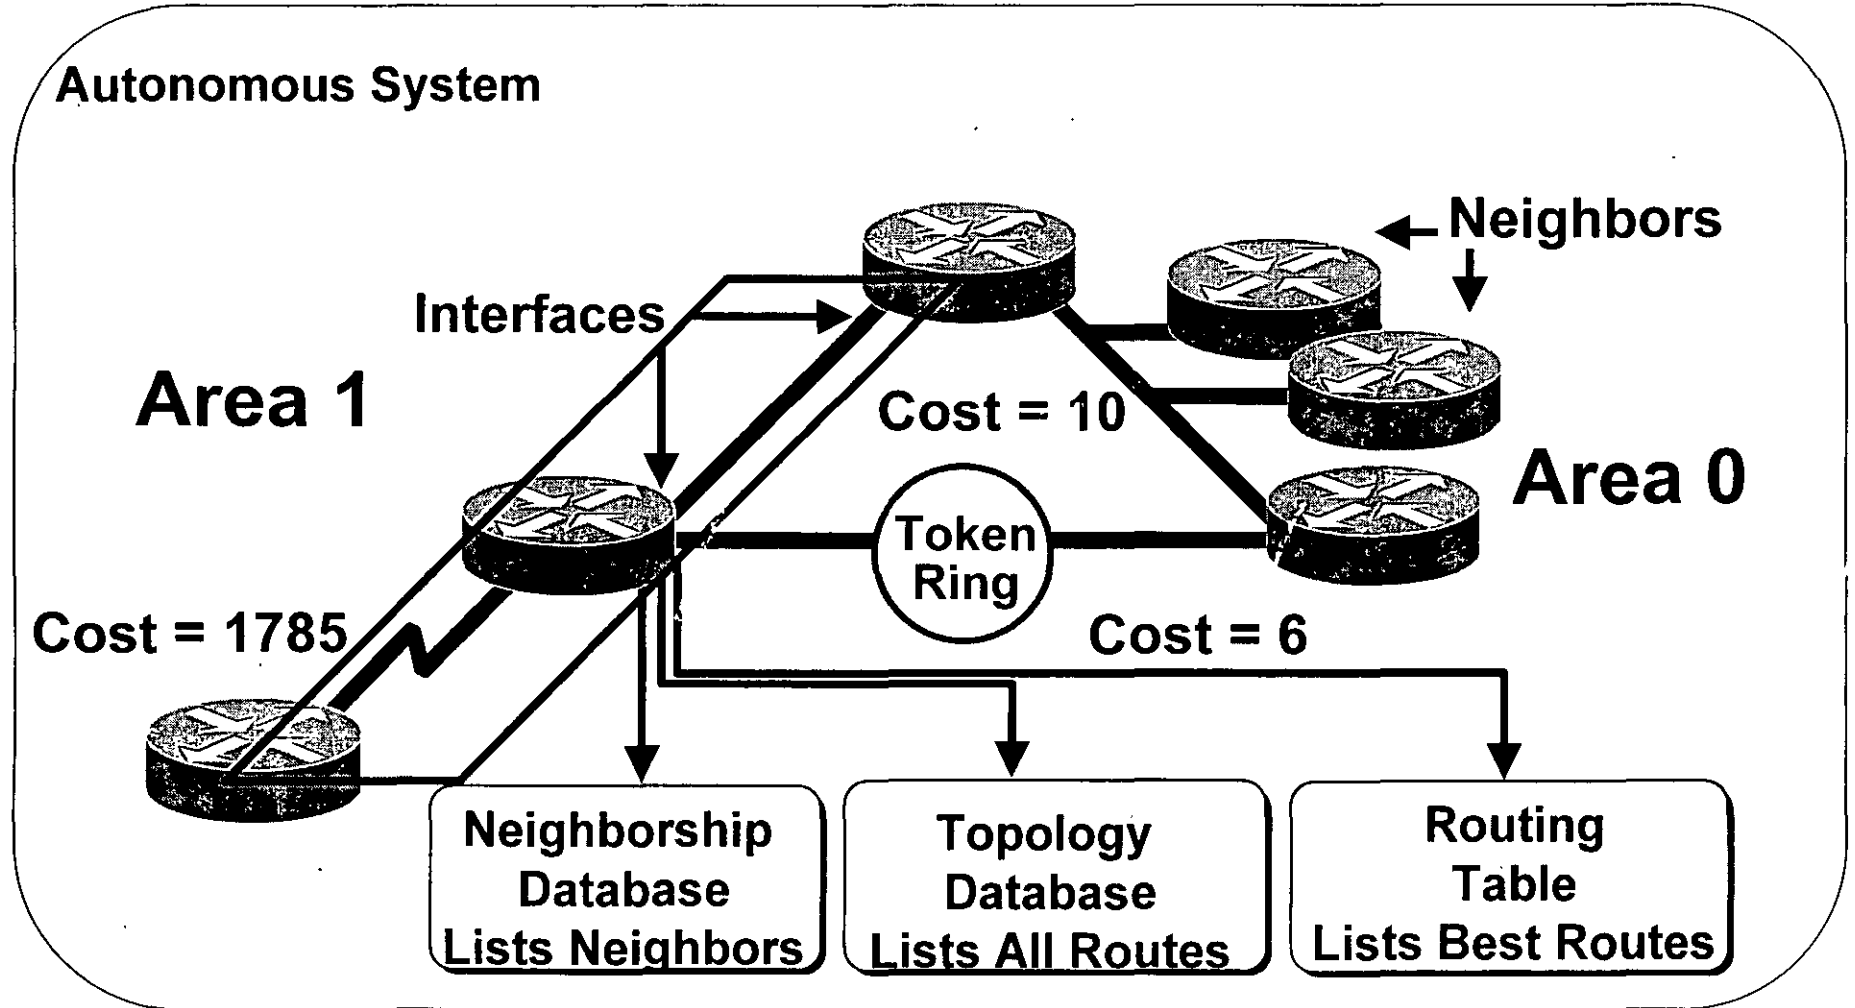 Autonomous System
Neighbors
Interfaces
Area 1
Cost = 10
Area 0
Token
Ring
Cost = 1785
Cost = 6
Neighborship
Database
Lists Neighbors
Topology
Database
Lists All Routes
Routing
Table
Lists Best Routes